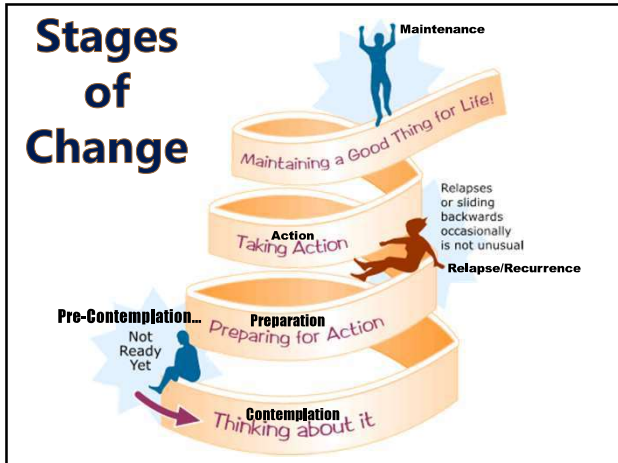 Stages
of
Change
Maintenance
Maintaining a Good Thing for Life!
Relapses
or sliding
backwards
occasionally
is not unusual
Relapse/Recurrence
Action
Taking Action
Pre-Contemplation...
Not
Ready
Yet
Preparation
Preparing for Action
Contemplation
Thinking about it